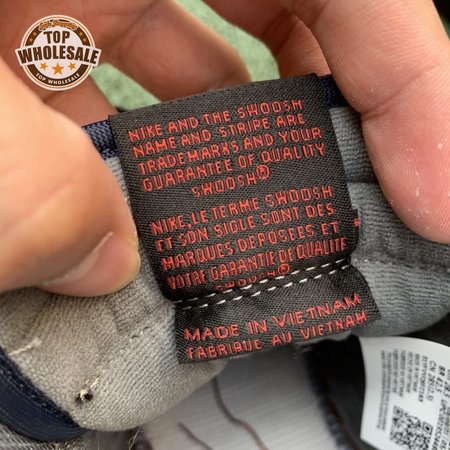 TOP
WHOLESALE
TOP WHOLESALE
NIKE AND THE SWOOSH
NAME AND STRIPE ARE
TRADEMARKS AND YOUR
GUARANTEE OF QUALITY
SWOOSH®
NIKE, LE TERME SWOOSH
ET SON SIGLE SONT DES
MARQUES DEPOSEES ET
VOTRE GARANTIE DE QUALITE
SWOOSH®
MADE IN VIETNAM
FABRIQUE AU VIETNAM